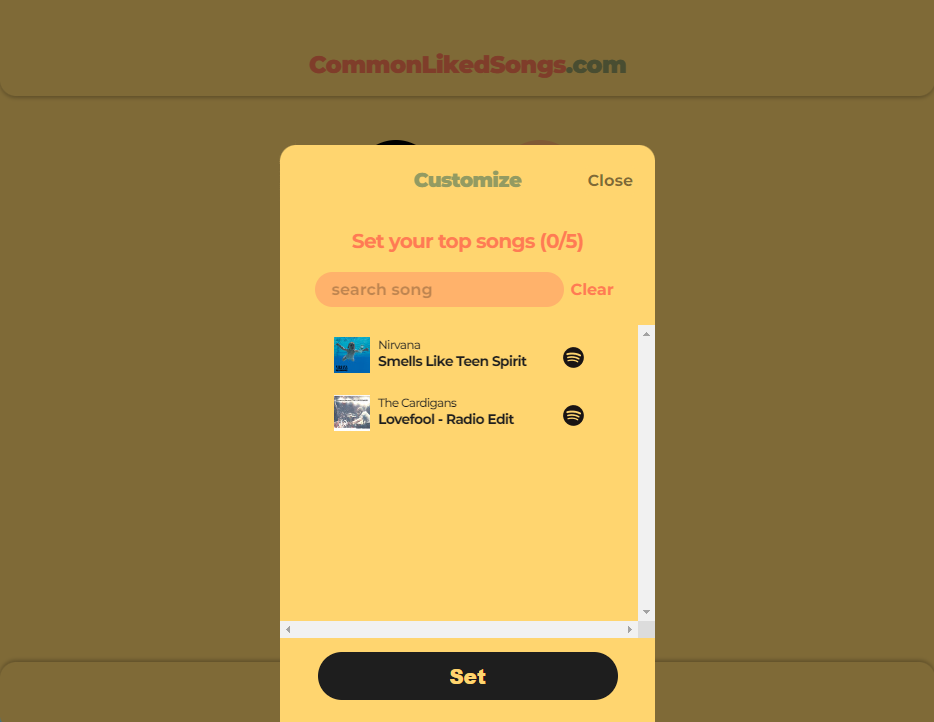 CommonLikedSongs.com
Customize
Close
Set your top songs (0/5)
search song
Clear
Nirvana
Smells Like Teen Spirit
The Cardigans
Lovefool - Radio Edit
Set